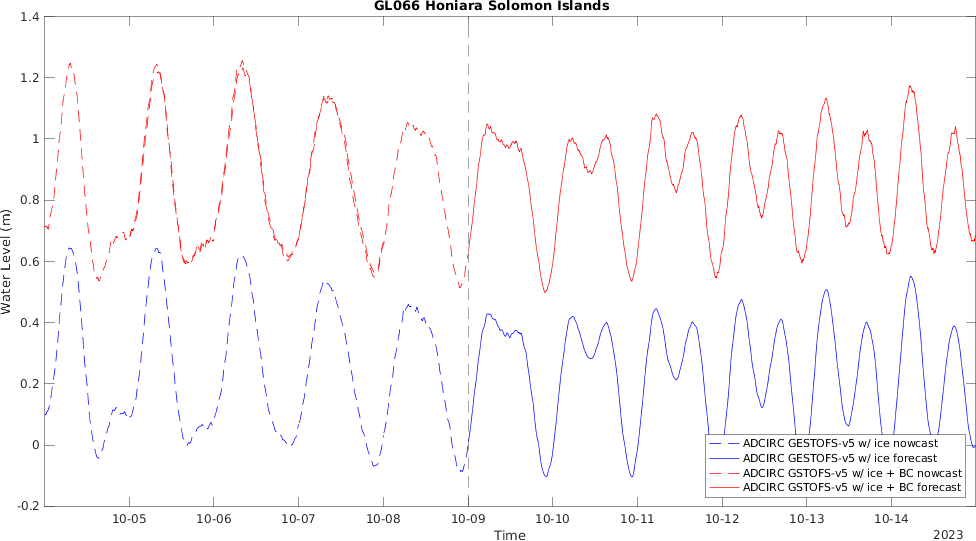 GL066 Honiara Solomon Islands
1.4
1.2
1
0.8
0.6
0.4
0.2
0
-0.2
Water Level (m)
10-05
10-06
10-07
10-08
10-09
10-10
10-11
10-12
10-13
10-14
Time
2023
ADCIRC GESTOFS-v5 w/ ice nowcast
ADCIRC GESTOFS-v5 w/ ice forecast
ADCIRC GSTOFS-v5 w/ ice + BC nowcast
ADCIRC GSTOFS-v5 w/ ice + BC forecast